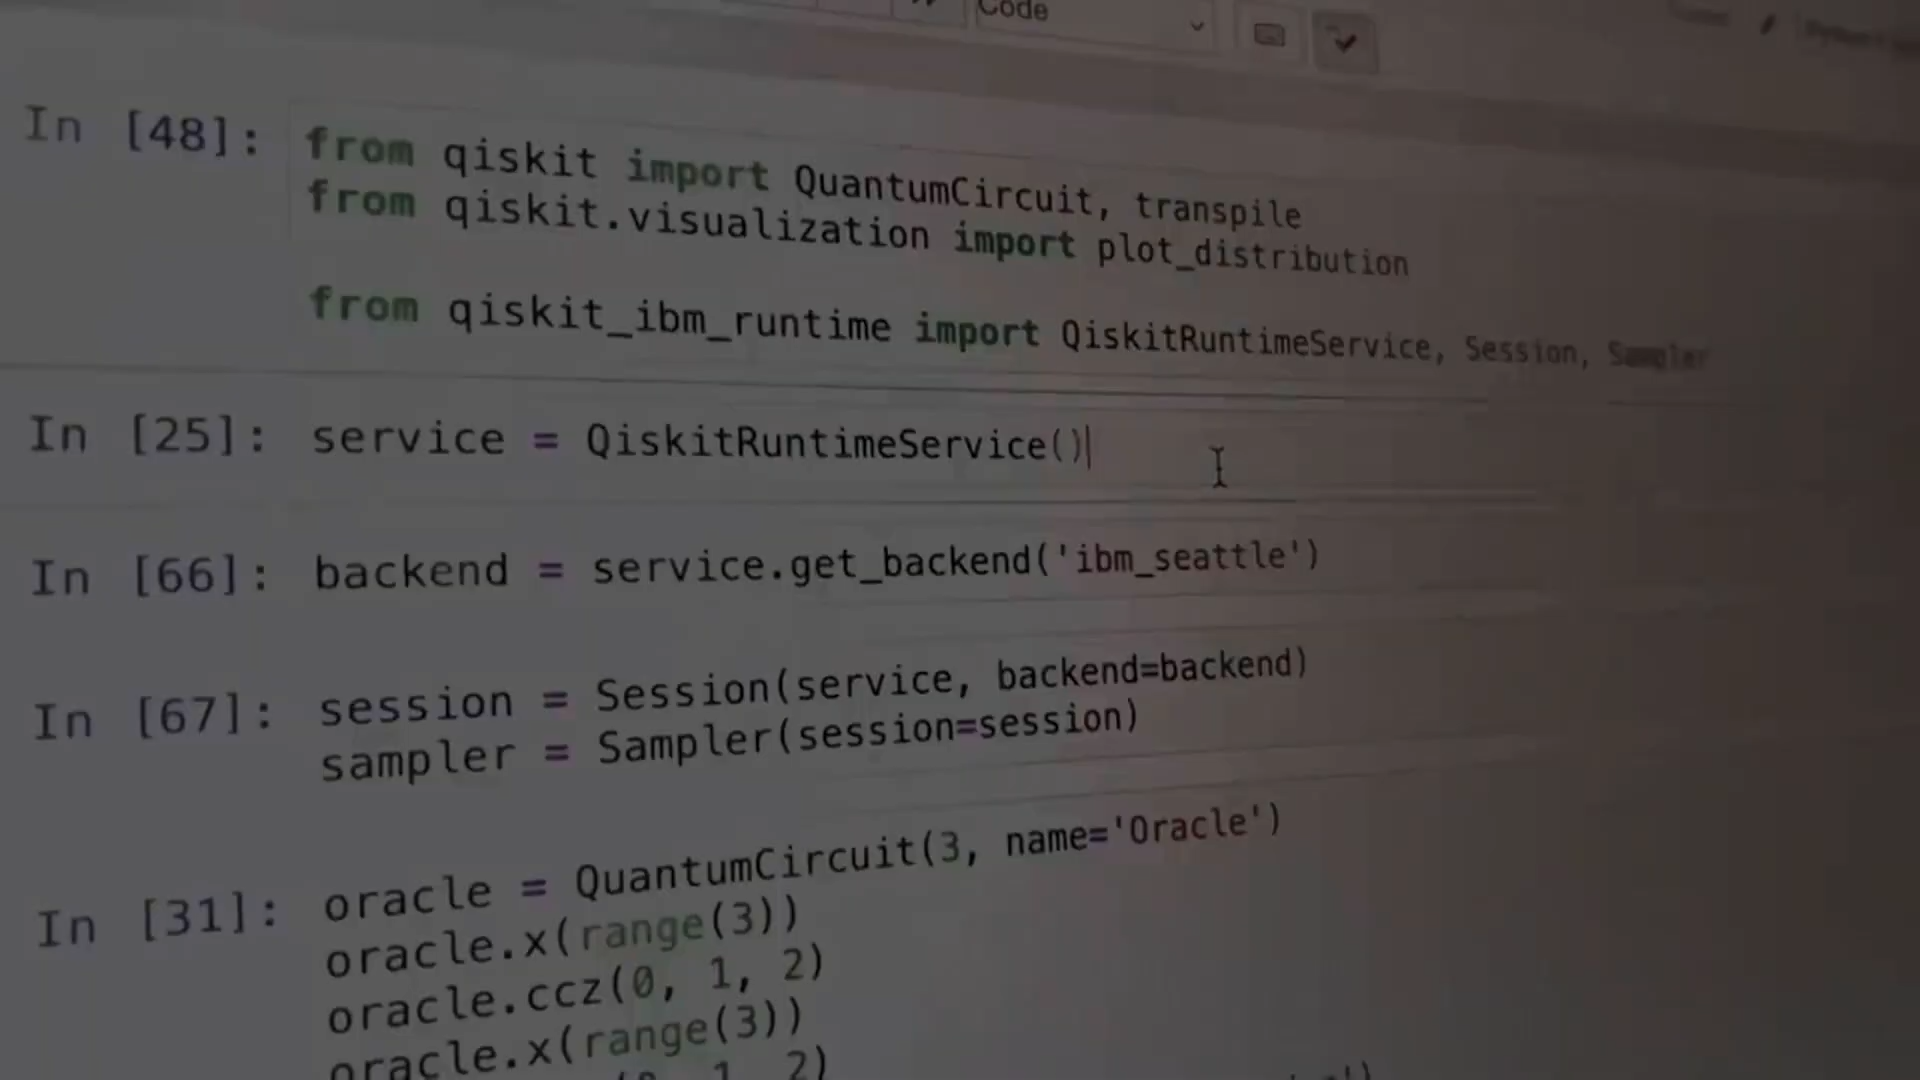 Code
In [48]: from qiskit import QuantumCircuit, transpile
from qiskit.visualization import plot_distribution
from qiskit_ibm_runtime import QiskitRuntimeService, Session, Sampler
In [25]: service = QiskitRuntimeService()
In [66]: backend = service.get_backend('ibm_seattle')
In [67]: session = Session(service, backend=backend)
sampler = Sampler(session=session)
In [31]: oracle = QuantumCircuit(3, name='Oracle')
oracle.x(range(3))
oracle.ccz(0, 1, 2)
oracle.x(range(3))